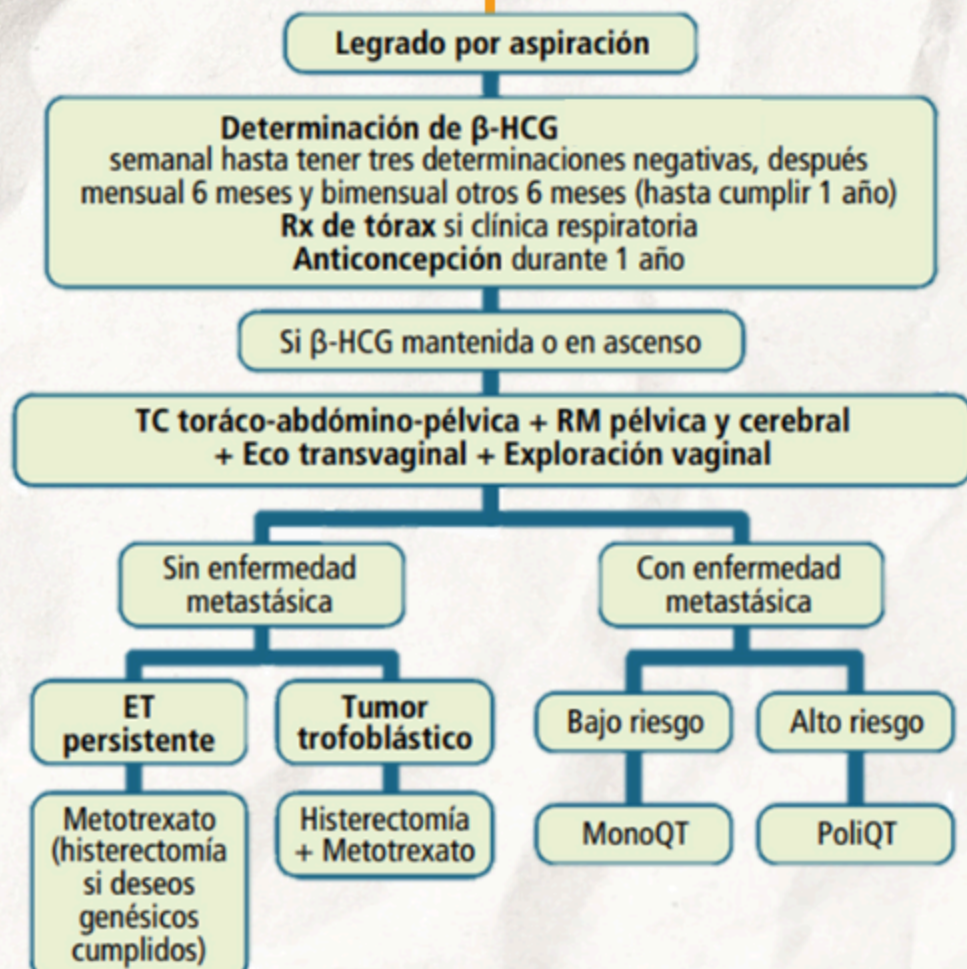 Legrado por aspiración
Determinación de β-HCG
semanal hasta tener tres determinaciones negativas, después
mensual 6 meses y bimensual otros 6 meses (hasta cumplir 1 año)
Rx de tórax si clínica respiratoria
Anticoncepción durante 1 año
Si β-HCG mantenida o en ascenso
TC toráco-abdómino-pélvica + RM pélvica y cerebral
+ Eco transvaginal + Exploración vaginal
Sin enfermedad
metastásica
Con enfermedad
metastásica
ET
persistente
Tumor
trofoblástico
Bajo riesgo
Alto riesgo
Metotrexato
(histerectomía
si deseos
genésicos
cumplidos)
Histerectomía
+ Metotrexato
MonoQT
PoliQT